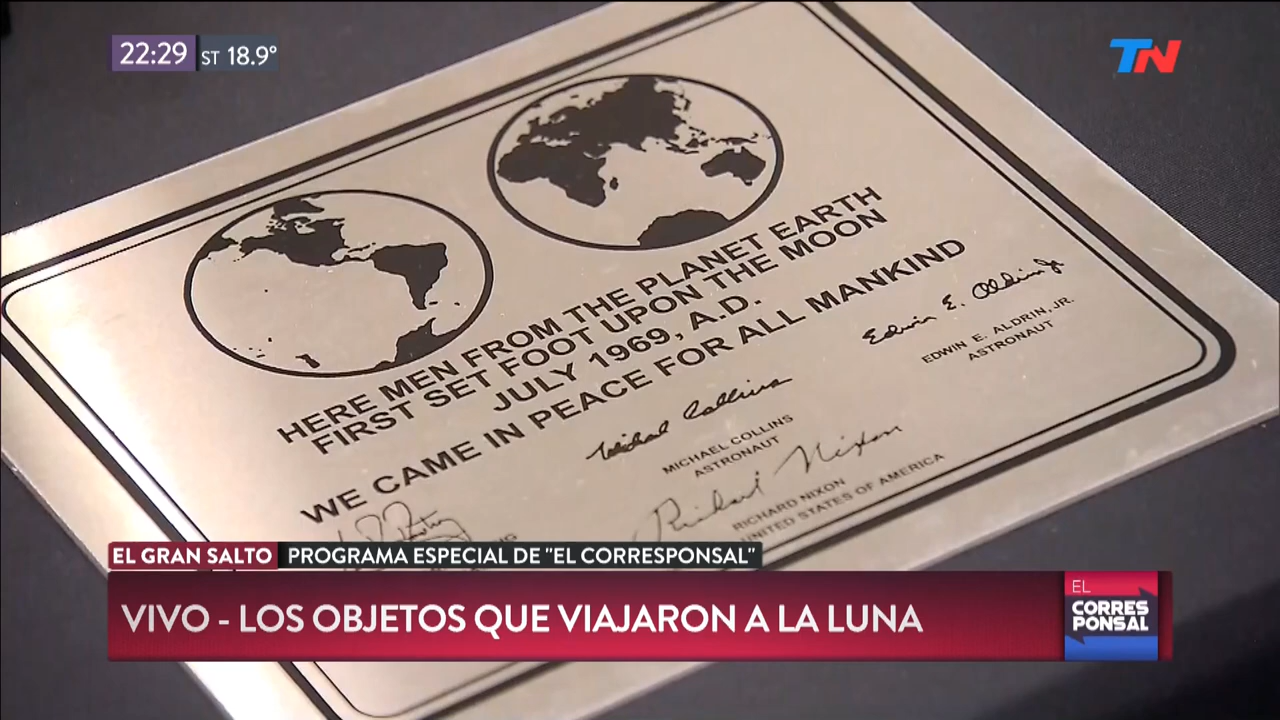 22:29 ST 18.9°
TN
HERE MEN FROM THE PLANET EARTH
FIRST SET FOOT UPON THE MOON
JULY 1969, A.D.
WE CAME IN PEACE FOR ALL MANKIND
Edwin E. Aldrin Jr
EDWIN E. ALDRIN, JR.
ASTRONAUT
Michael Collins
MICHAEL COLLINS
ASTRONAUT
Richard Nixon
RICHARD NIXON
UNITED STATES OF AMERICA
EL GRAN SALTO PROGRAMA ESPECIAL DE "EL CORRESPONSAL"
VIVO - LOS OBJETOS QUE VIAJARON A LA LUNA
EL
CORRES
PONSAL